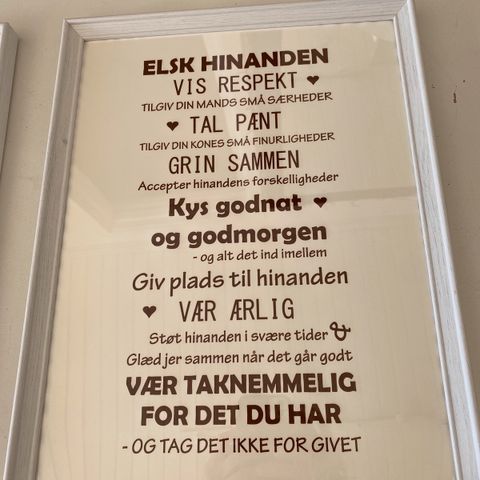 ELSK HINANDEN
VIS RESPEKT ♥
TILGIV DIN MANDS SMÅ SÆRHEDER
♥ TAL PÆNT
TILGIV DIN KONES SMÅ FINURLIGHEDER
GRIN SAMMEN
Accepter hinandens forskelligheder
Kys godnat ♥
og godmorgen
- og alt det ind imellem
Giv plads til hinanden
♥ VÆR ÆRLIG
Støt hinanden i svære tider &
Glæd jer sammen når det går godt
VÆR TAKNEMMELIG
FOR DET DU HAR
- OG TAG DET IKKE FOR GIVET